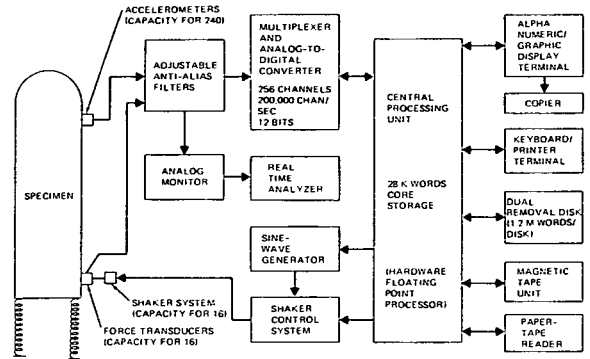 ACCELEROMETERS
(CAPACITY FOR 240)
ADJUSTABLE
ANTI-ALIAS
FILTERS
MULTIPLEXER
AND
ANALOG-TO-
DIGITAL
CONVERTER
256 CHANNELS
200,000 CHAN/
SEC
12 BITS
CENTRAL
PROCESSING
UNIT
28 K WORDS
CORE
STORAGE
(HARDWARE
FLOATING
POINT
PROCESSOR)
ALPHA
NUMERIC/
GRAPHIC
DISPLAY
TERMINAL
COPIER
KEYBOARD/
PRINTER
TERMINAL
DUAL
REMOVAL DISK
(1 2 M WORDS/
DISK)
MAGNETIC
TAPE
UNIT
PAPER-
TAPE
READER
ANALOG
MONITOR
REAL
TIME
ANALYZER
SPECIMEN
SINE-
WAVE
GENERATOR
SHAKER
CONTROL
SYSTEM
SHAKER SYSTEM
(CAPACITY FOR 16)
FORCE TRANSDUCERS
(CAPACITY FOR 16)